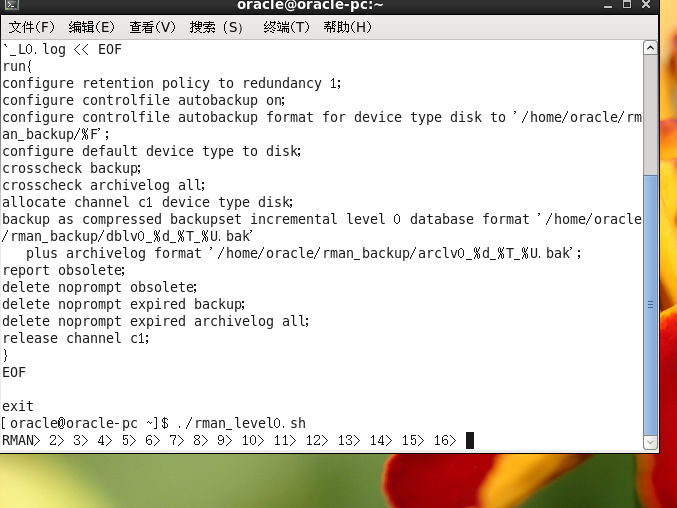 oracle@oracle-pc:~
文件(F) 编辑(E) 查看(V) 搜索 (S) 终端(T) 帮助(H)
`_L0.log << EOF
run{
configure retention policy to redundancy 1;
configure controlfile autobackup on;
configure controlfile autobackup format for device type disk to '/home/oracle/rm
an_backup/%F';
configure default device type to disk;
crosscheck backup;
crosscheck archivelog all;
allocate channel c1 device type disk;
backup as compressed backupset incremental level 0 database format '/home/oracle
/rman_backup/dblv0_%d_%T_%U.bak'
plus archivelog format '/home/oracle/rman_backup/arclv0_%d_%T_%U.bak';
report obsolete;
delete noprompt obsolete;
delete noprompt expired backup;
delete noprompt expired archivelog all;
release channel c1;
}
EOF
exit
[oracle@oracle-pc ~]$ ./rman_level0.sh
RMAN> 2> 3> 4> 5> 6> 7> 8> 9> 10> 11> 12> 13> 14> 15> 16>